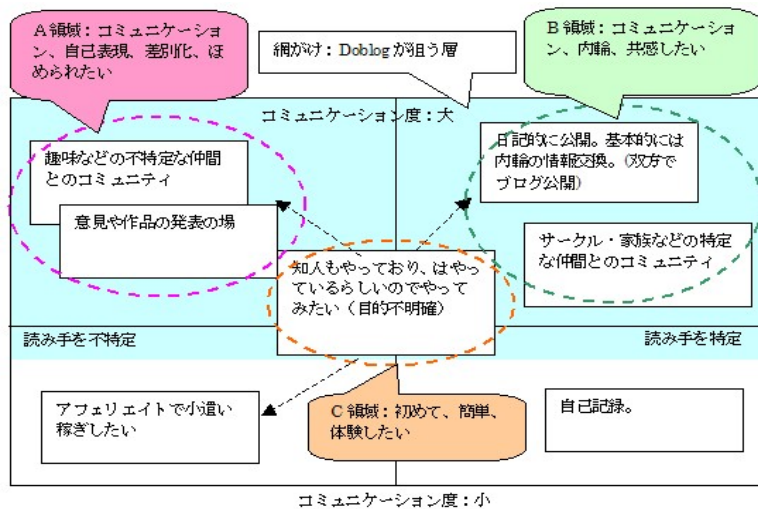 A領域：コミュニケーショ
ン、自己表現、差別化、ほ
められたい
網がけ：Doblogが狙う層
B領域：コミュニケーショ
ン、内輪、共感したい
コミュニケーション度：大
趣味などの不特定な仲間
とのコミュニティ
意見や作品の発表の場
日記的に公開。基本的には
内輪の情報交換。（双方で
ブログ公開）
サークル・家族などの特定
な仲間とのコミュニティ
知人もやっており、はやっ
ているらしいのでやって
みたい（目的不明確）
読み手を不特定
読み手を特定
アフェリエイトで小遣い
稼ぎしたい
C領域：初めて、簡単、
体験したい
自己記録。
コミュニケーション度：小